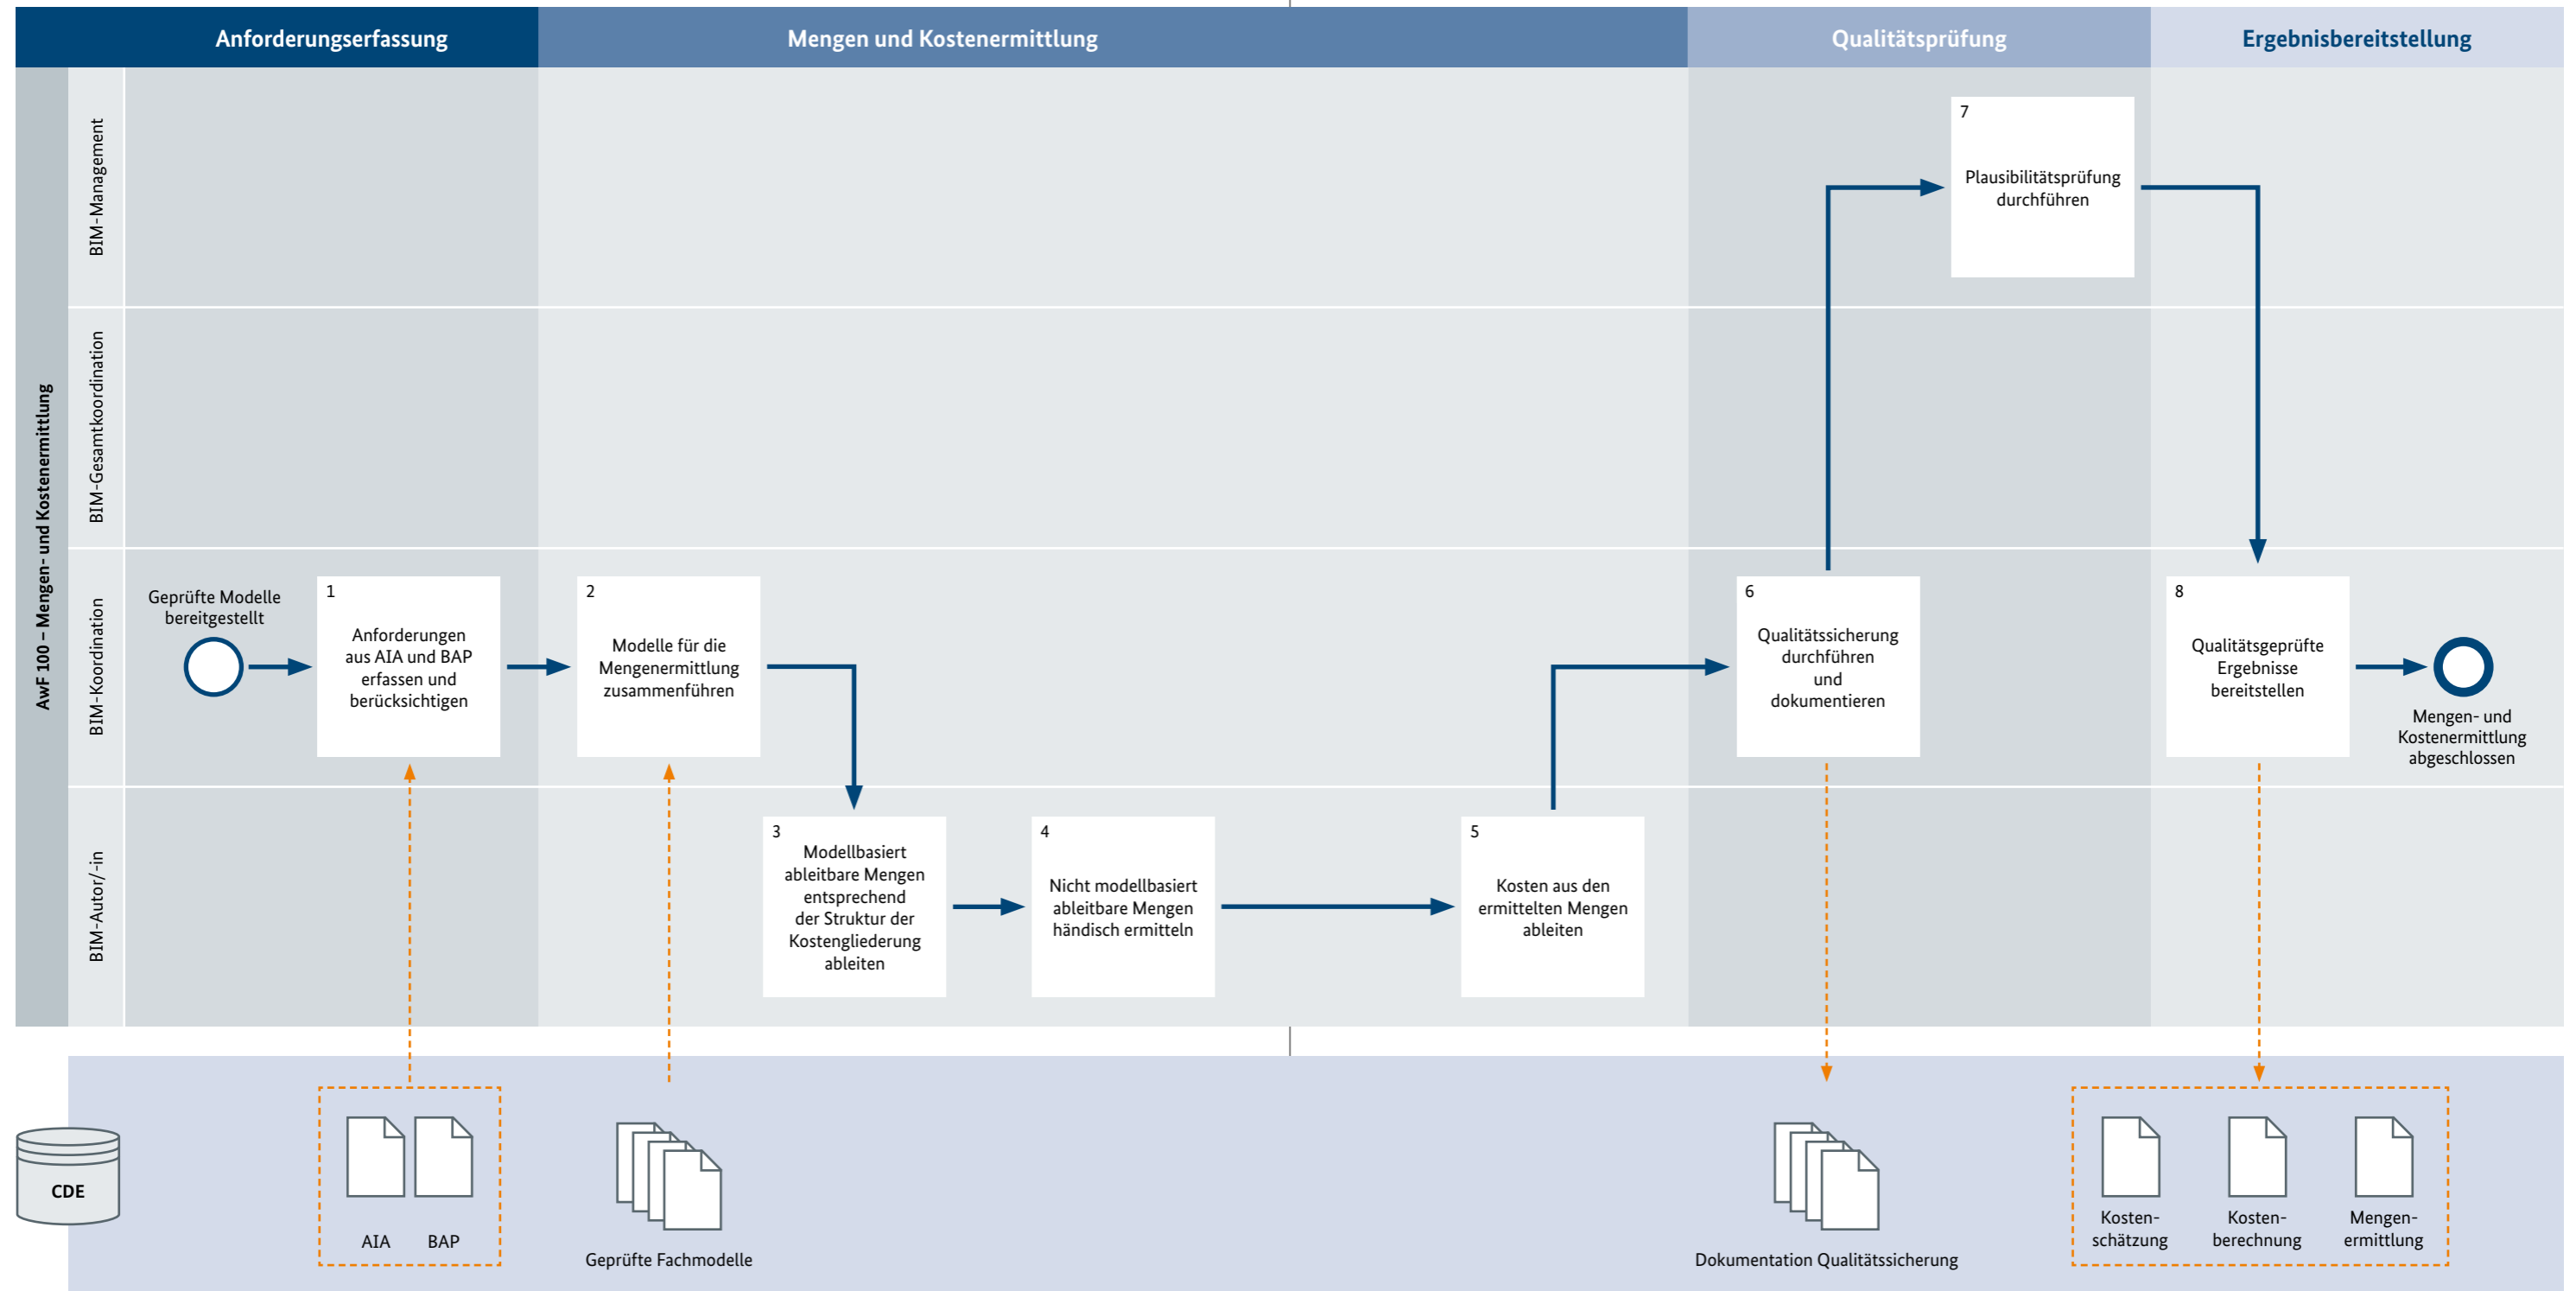 Anforderungserfassung
Mengen und Kostenermittlung
Qualitätsprüfung
Ergebnisbereitstellung
AwF 100 – Mengen- und Kostenermittlung
BIM-Management
7
Plausibilitätsprüfung
durchführen
BIM-Gesamtkoordination
BIM-Koordination
Geprüfte Modelle
bereitgestellt
1
Anforderungen
aus AIA und BAP
erfassen und
berücksichtigen
2
Modelle für die
Mengenermittlung
zusammenführen
6
Qualitätssicherung
durchführen
und
dokumentieren
8
Qualitätsgeprüfte
Ergebnisse
bereitstellen
Mengen- und
Kostenermittlung
abgeschlossen
BIM-Autor/-in
3
Modellbasiert
ableitbare Mengen
entsprechend
der Struktur der
Kostengliederung
ableiten
4
Nicht modellbasiert
ableitbare Mengen
händisch ermitteln
5
Kosten aus den
ermittelten Mengen
ableiten
CDE
AIA
BAP
Geprüfte Fachmodelle
Dokumentation Qualitätssicherung
Kosten-
schätzung
Kosten-
berechnung
Mengen-
ermittlung